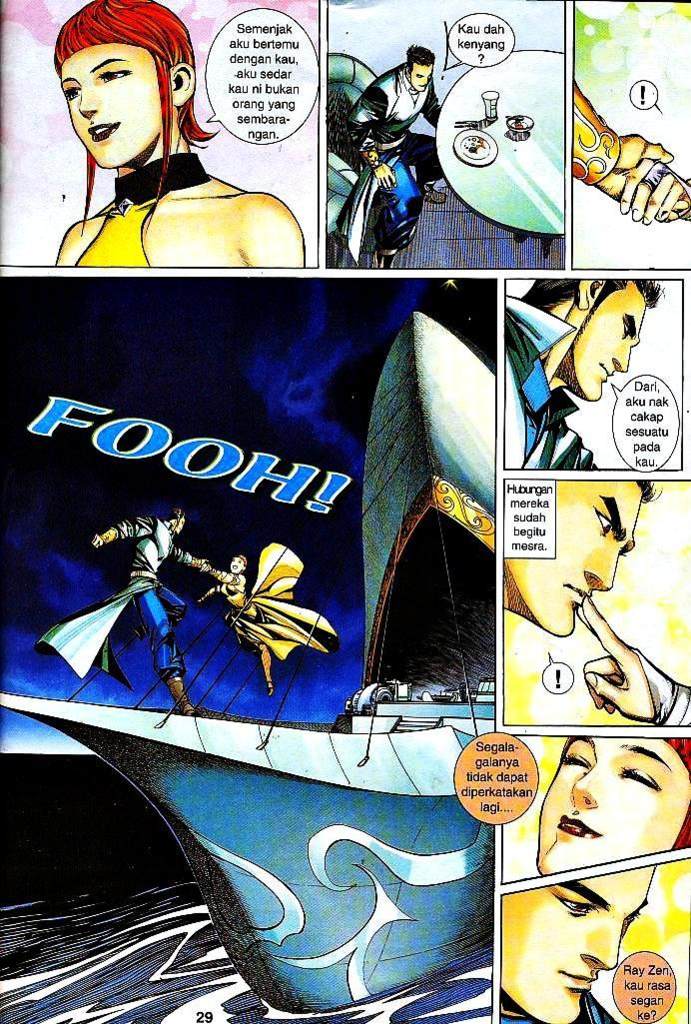 Semenjak
aku bertemu
dengan kau,
aku sedar
kau ni bukan
orang yang
sembara-
ngan.
Kau dah
kenyang
?
!
FOOH!
Dari,
aku nak
cakap
sesuatu
pada
kau.
Hubungan
mereka
sudah
begitu
mesra.
!
Segala-
galanya
tidak dapat
diperkatakan
lagi....
Ray Zen,
kau rasa
segan
ke?
29